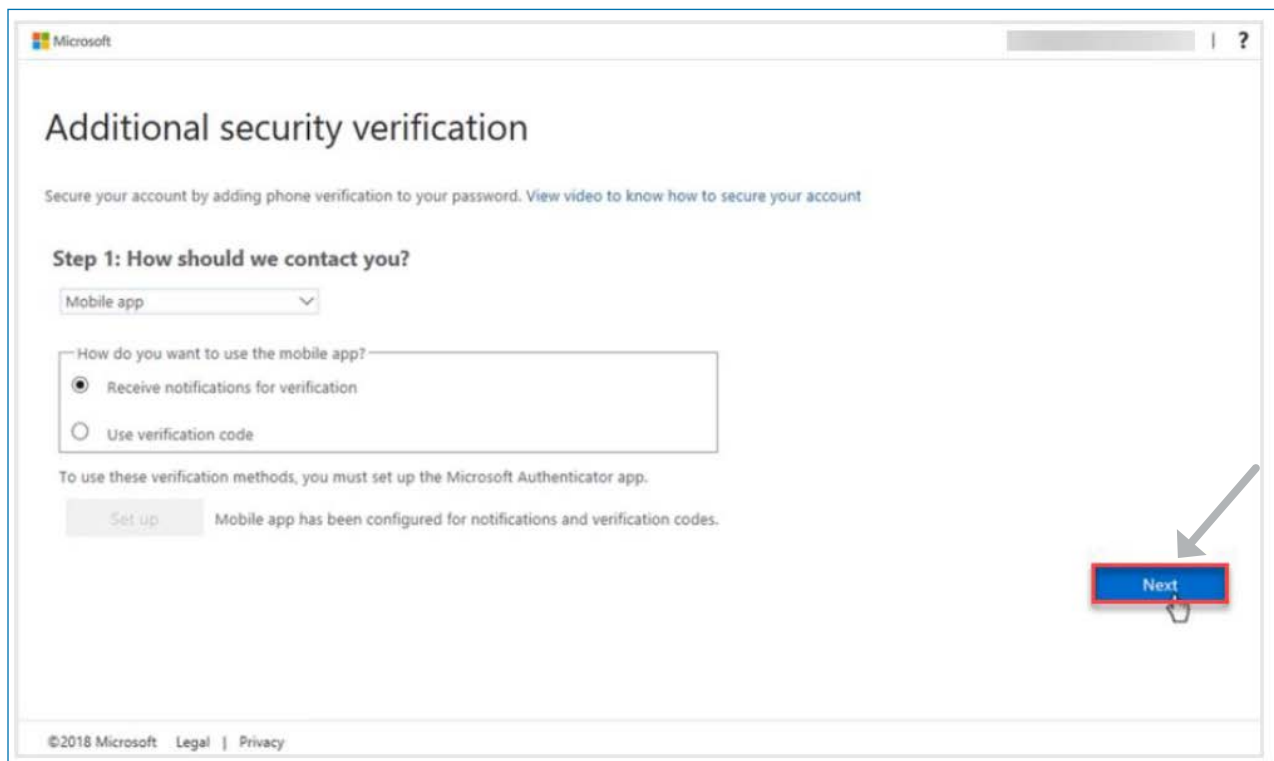 Microsoft
| ?
Additional security verification
Secure your account by adding phone verification to your password. View video to know how to secure your account
Step 1: How should we contact you?
Mobile app
How do you want to use the mobile app?
Receive notifications for verification
Use verification code
To use these verification methods, you must set up the Microsoft Authenticator app.
Set up Mobile app has been configured for notifications and verification codes.
Next
©2018 Microsoft Legal | Privacy